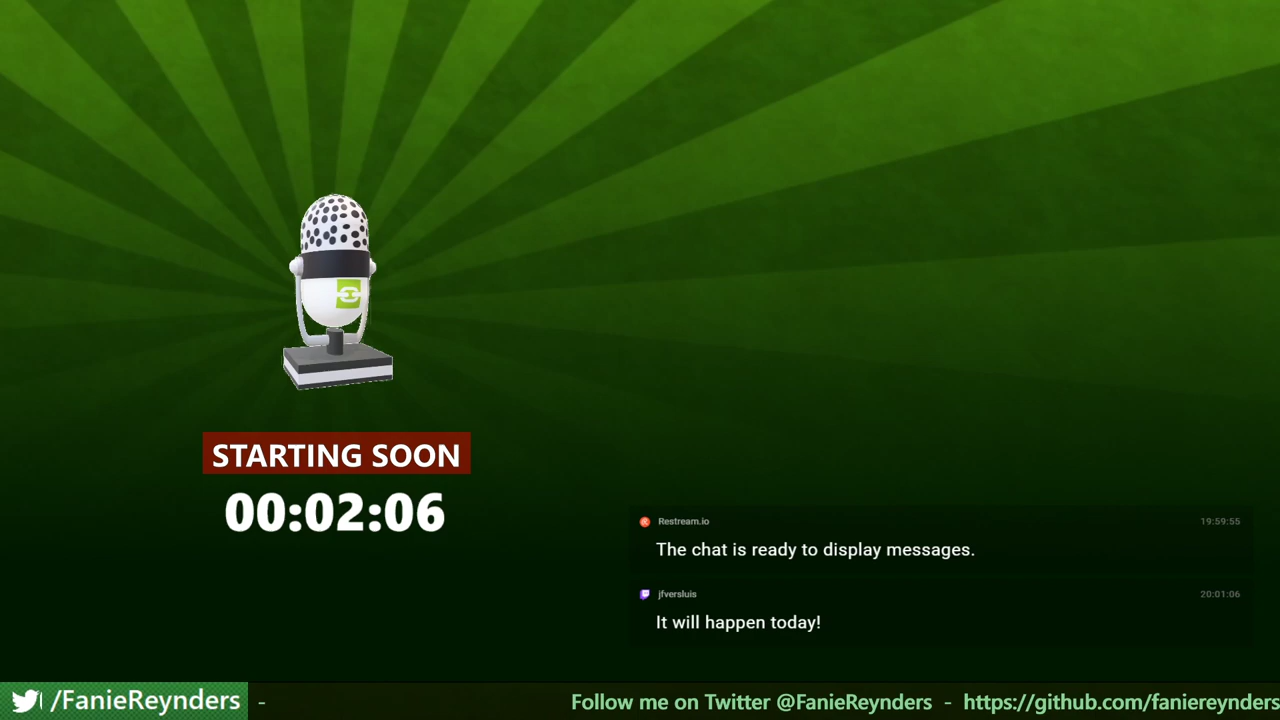 STARTING SOON
00:02:06
Restream.io 19:59:55
The chat is ready to display messages.
jfversluis 20:01:06
It will happen today!
/FanieReynders - Follow me on Twitter @FanieReynders - https://github.com/faniereynders